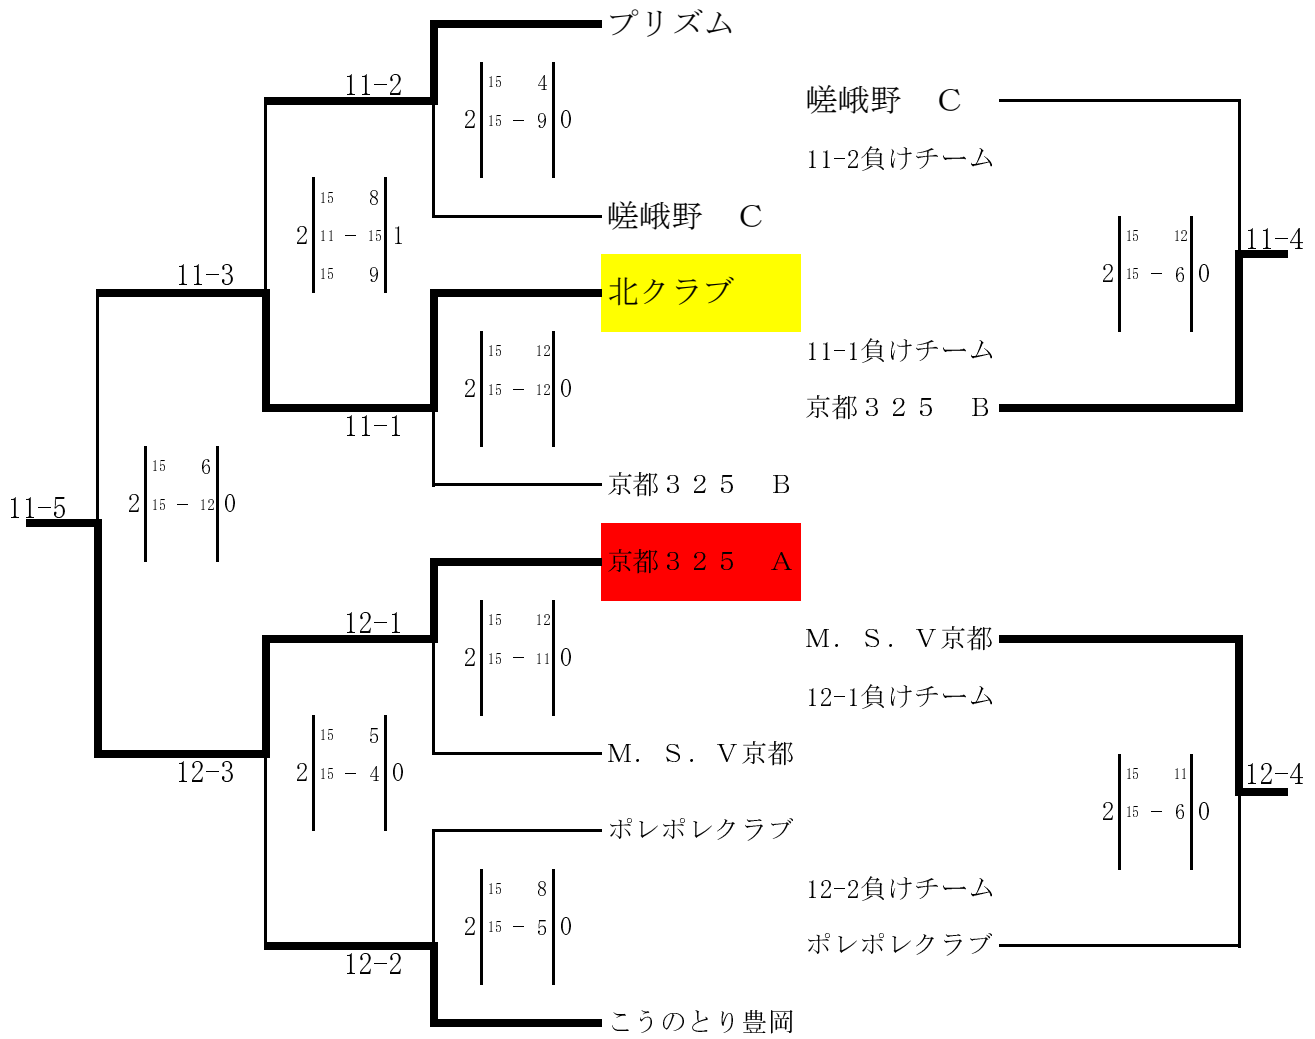 プリズム
11-2
15 4
2 15 - 9 0
嵯峨野　Ｃ
11-2負けチーム
嵯峨野　Ｃ
15 8
2 11 - 15 1
15 9
11-3
北クラブ
15 12
2 15 - 12 0
11-1
京都３２５　Ｂ
15 12
2 15 - 6 0
11-4
11-1負けチーム
京都３２５　Ｂ
15 6
2 15 - 12 0
11-5
京都３２５　Ａ
12-1
15 12
2 15 - 11 0
Ｍ．Ｓ．Ｖ京都
15 5
2 15 - 4 0
12-3
ポレポレクラブ
15 8
2 15 - 5 0
12-2
こうのとり豊岡
Ｍ．Ｓ．Ｖ京都
12-1負けチーム
15 11
2 15 - 6 0
12-4
12-2負けチーム
ポレポレクラブ